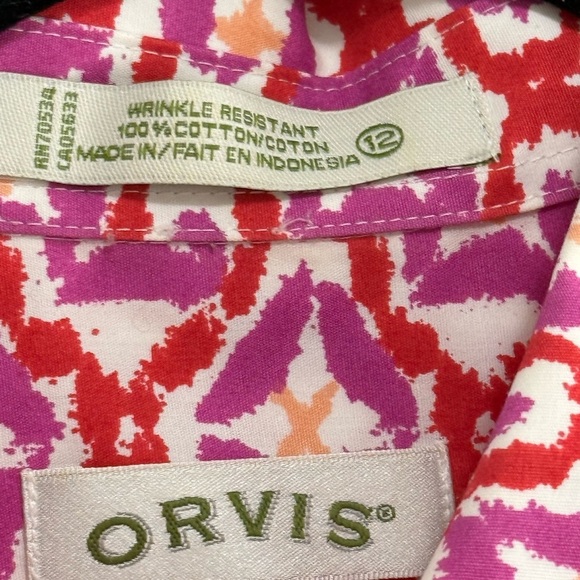 RN70534
CA05633
WRINKLE RESISTANT
100% COTTON/COTON
MADE IN/FAIT EN INDONESIA
12
ORVIS®